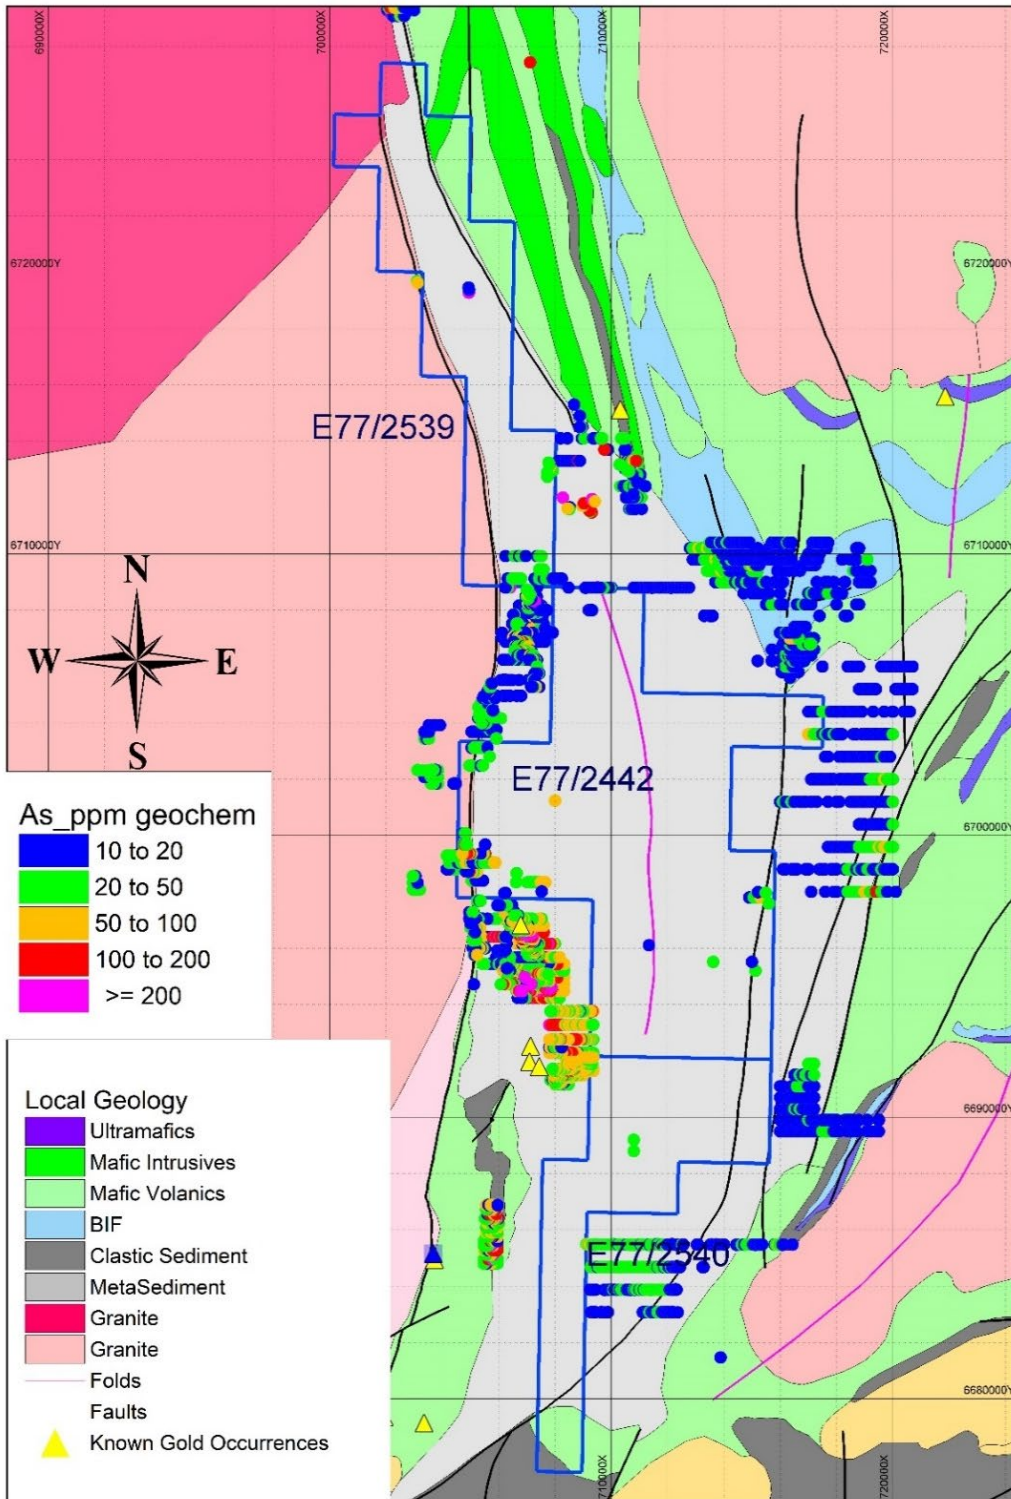 690000X
700000X
710000X
720000X
6720000Y
6720000Y
E77/2539
6710000Y
6710000Y
N
W
E
S
E77/2442
As_ppm geochem
10 to 20
20 to 50
50 to 100
100 to 200
>= 200
6700000Y
6690000Y
Local Geology
Ultramafics
Mafic Intrusives
Mafic Volanics
BIF
Clastic Sediment
MetaSediment
Granite
Granite
Folds
Faults
Known Gold Occurrences
E77/2540
6680000Y
710000X
720000X